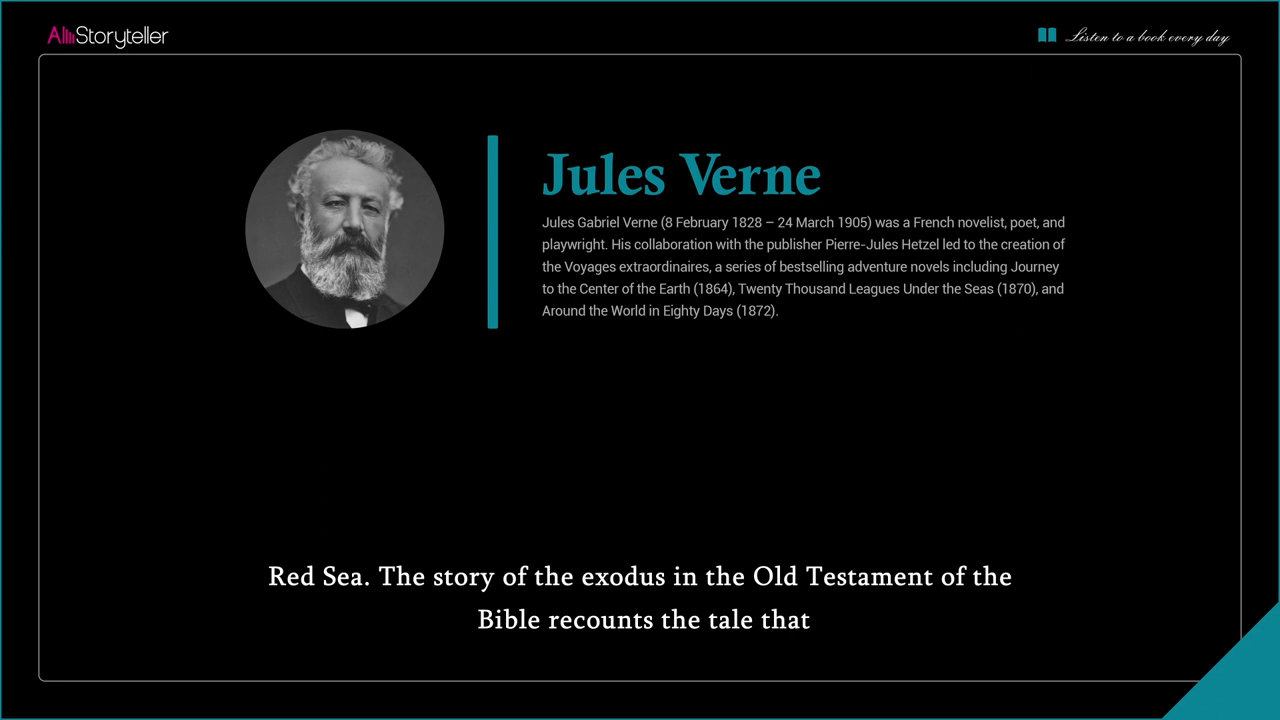 AllStoryteller
Listen to a book every day
Jules Verne
Jules Gabriel Verne (8 February 1828 – 24 March 1905) was a French novelist, poet, and
playwright. His collaboration with the publisher Pierre-Jules Hetzel led to the creation of
the Voyages extraordinaires, a series of bestselling adventure novels including Journey
to the Center of the Earth (1864), Twenty Thousand Leagues Under the Seas (1870), and
Around the World in Eighty Days (1872).
Red Sea. The story of the exodus in the Old Testament of the
Bible recounts the tale that